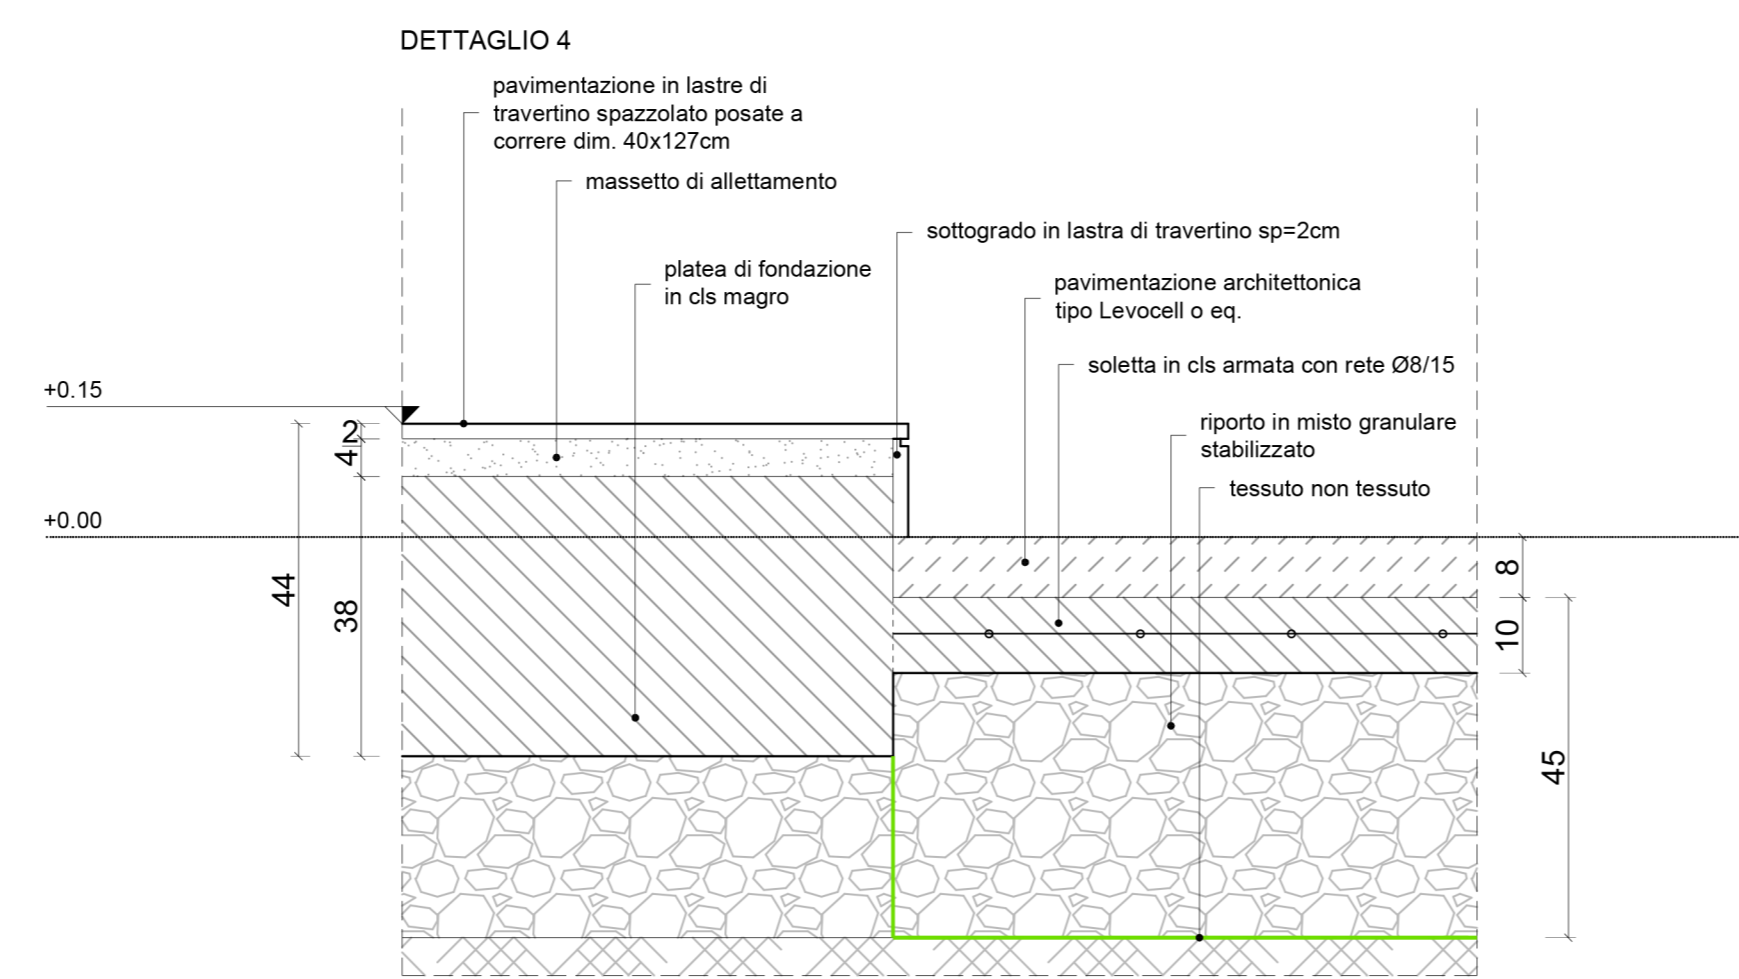 DETTAGLIO 4
pavimentazione in lastre di
travertino spazzolato posate a
correre dim. 40x127cm
massetto di allettamento
sottogrado in lastra di travertino sp=2cm
platea di fondazione
in cls magro
pavimentazione architettonica
tipo Levocell o eq.
soletta in cls armata con rete Ø8/15
+0.15
riporto in misto granulare
stabilizzato
2
4
tessuto non tessuto
+0.00
44
38
8
10
45